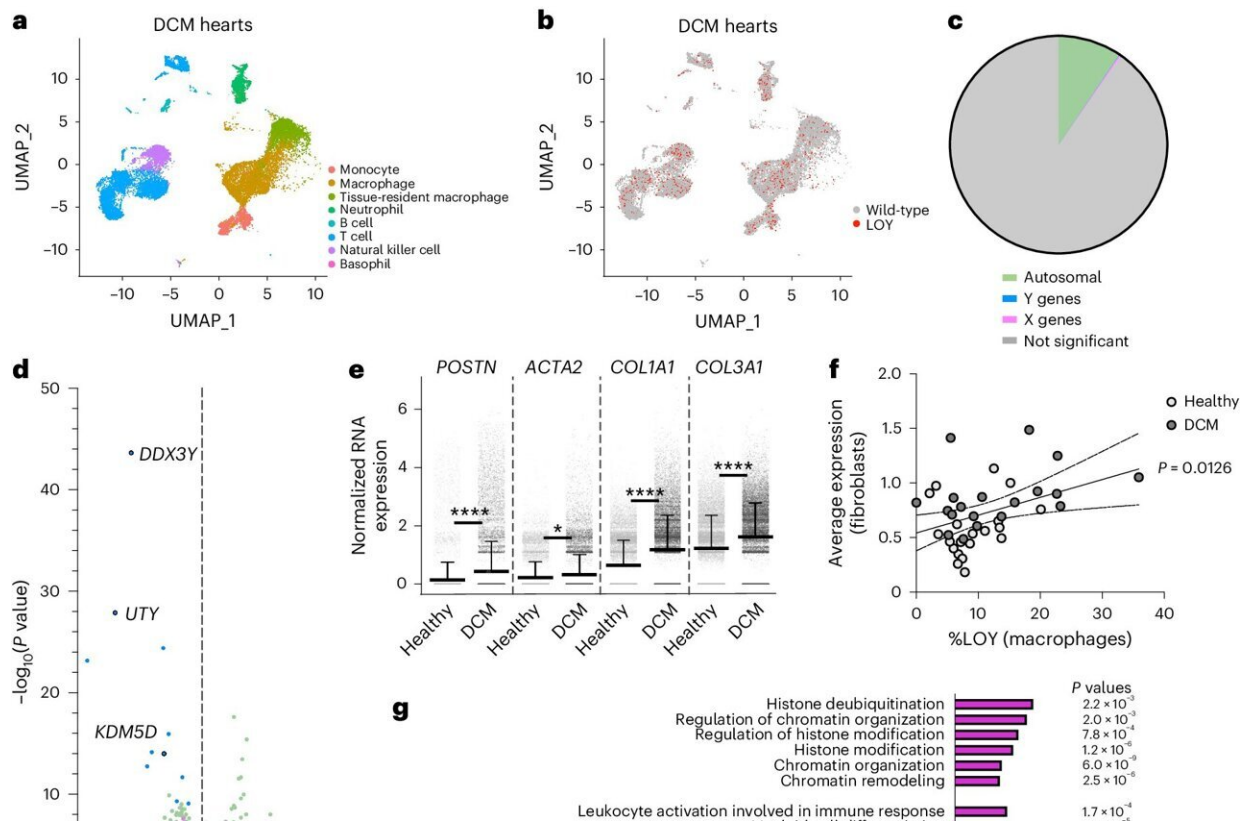 a
DCM hearts
10
5
0
−5
−10
UMAP_2
−10 −5 0 5 10
UMAP_1
Monocyte
Macrophage
Tissue-resident macrophage
Neutrophil
B cell
T cell
Natural killer cell
Basophil
b
DCM hearts
10
5
0
−5
−10
UMAP_2
−10 −5 0 5 10
UMAP_1
Wild-type
LOY
c
Autosomal
Y genes
X genes
Not significant
d
50
40
30
20
10
−log10(P value)
DDX3Y
UTY
KDM5D
e
POSTN ACTA2 COL1A1 COL3A1
6
4
2
0
Normalized RNA
expression
**** * **** ****
Healthy DCM Healthy DCM Healthy DCM Healthy DCM
f
2.0
1.5
1.0
0.5
0
Average expression
(fibroblasts)
0 10 20 30 40
%LOY (macrophages)
Healthy
DCM
P = 0.0126
g
P values
Histone deubiquitination 2.2 × 10⁻³
Regulation of chromatin organization 2.0 × 10⁻³
Regulation of histone modification 7.8 × 10⁻⁴
Histone modification 1.2 × 10⁻⁶
Chromatin organization 6.0 × 10⁻⁹
Chromatin remodeling 2.5 × 10⁻⁶
Leukocyte activation involved in immune response 1.7 × 10⁻⁴